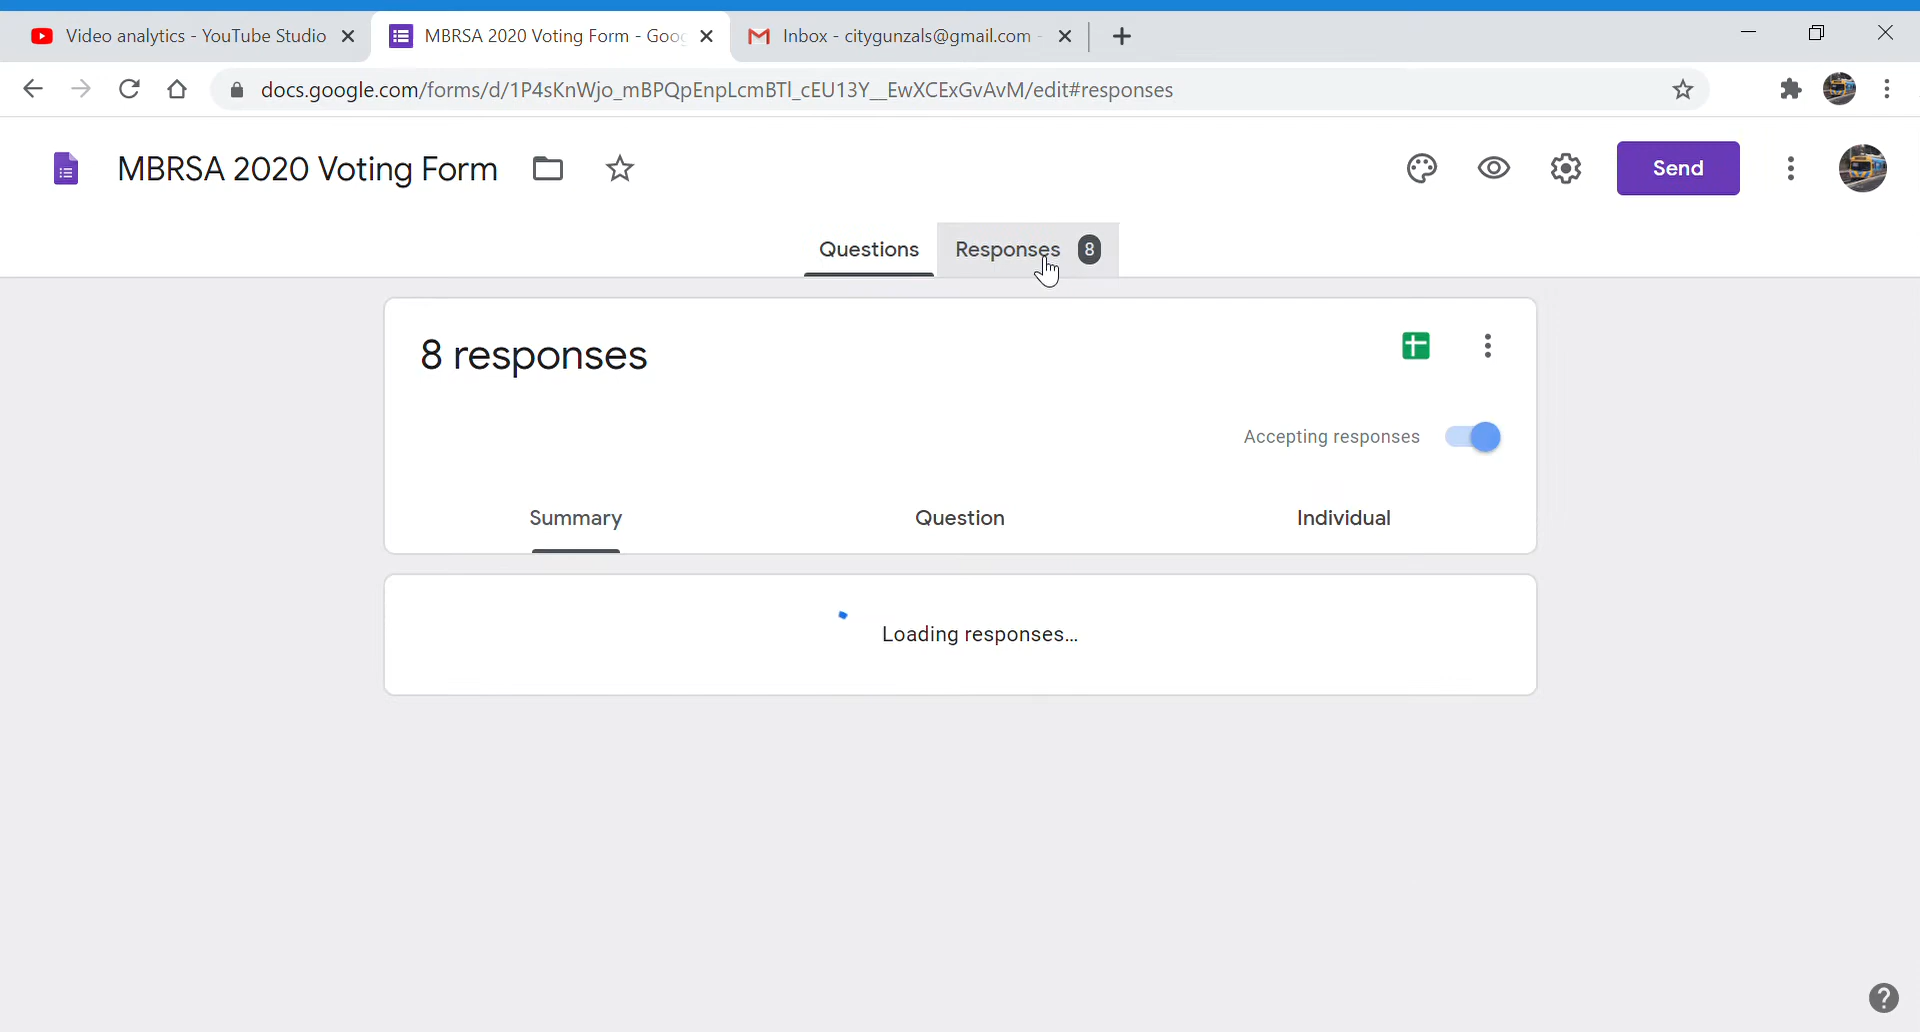 Video analytics - YouTube Studio
MBRSA 2020 Voting Form - Goog
Inbox - citygunzals@gmail.com -
docs.google.com/forms/d/1P4sKnWjo_mBPQpEnpLcmBTl_cEU13Y__EwXCExGvAvM/edit#responses
MBRSA 2020 Voting Form
Send
Questions
Responses 8
8 responses
Accepting responses
Summary
Question
Individual
Loading responses...